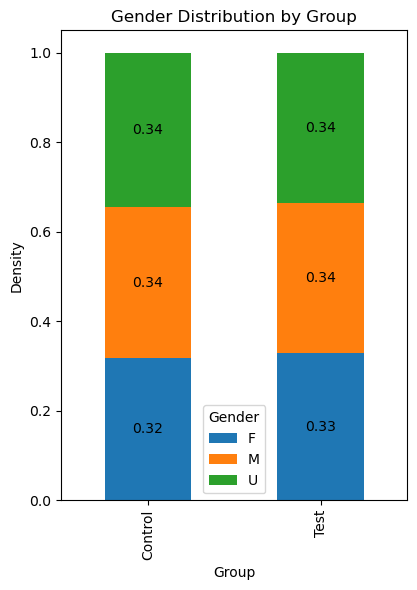 Gender Distribution by Group
1.0
0.8
0.6
0.4
0.2
0.0
Density
0.34
0.34
0.34
0.34
0.32
0.33
Gender
F
M
U
Control
Test
Group